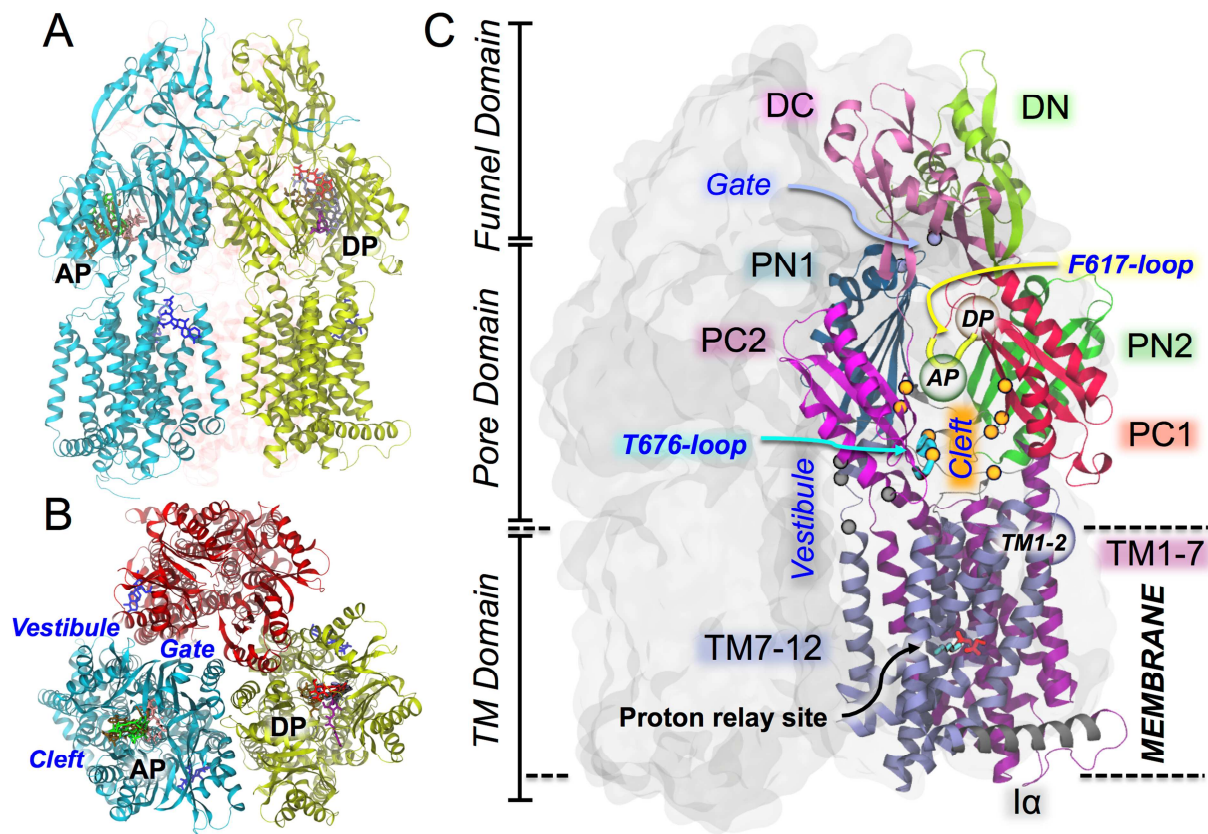 A
AP
DP
B
Vestibule
Gate
Cleft
AP
DP
C
Funnel Domain
Pore Domain
TM Domain
DC
DN
Gate
PN1
F617-loop
DP
PC2
AP
PN2
T676-loop
Cleft
PC1
Vestibule
TM1-2
TM1-7
TM7-12
Proton relay site
MEMBRANE
Iα